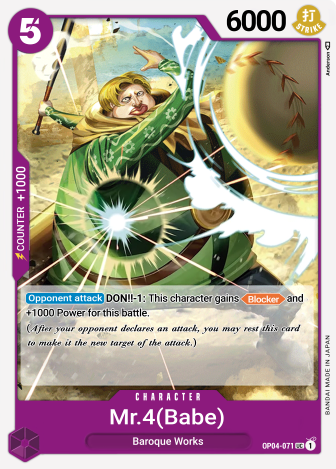 5
6000
打
STRIKE
Anderson
COUNTER +1000
Opponent attack DON!!-1: This character gains Blocker and
+1000 Power for this battle.
(After your opponent declares an attack, you may rest this card
to make it the new target of the attack.)
CHARACTER
Mr.4(Babe)
Baroque Works
OP04-071 UC 1
BANDAI MADE IN JAPAN